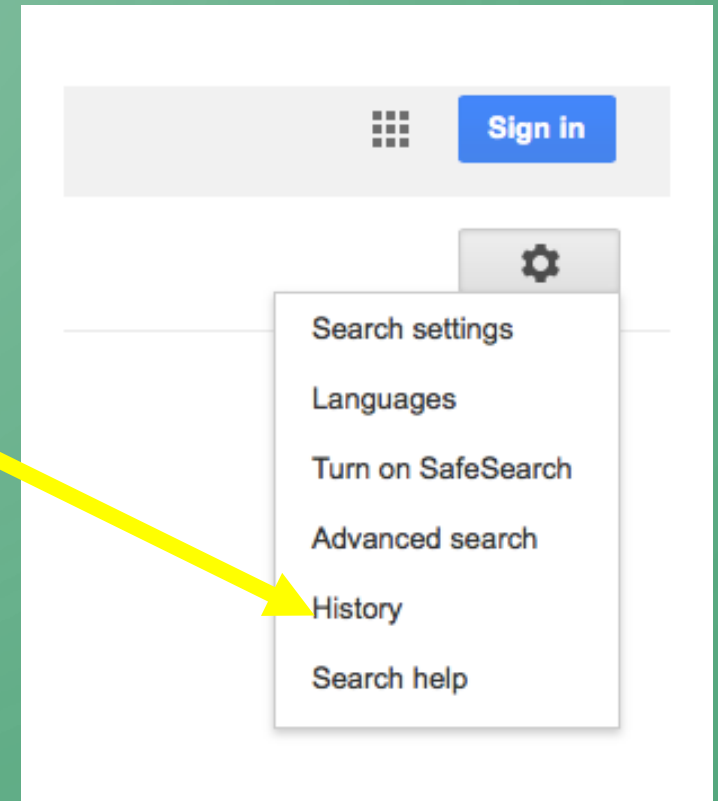 Sign in
Search settings
Languages
Turn on SafeSearch
Advanced search
History
Search help